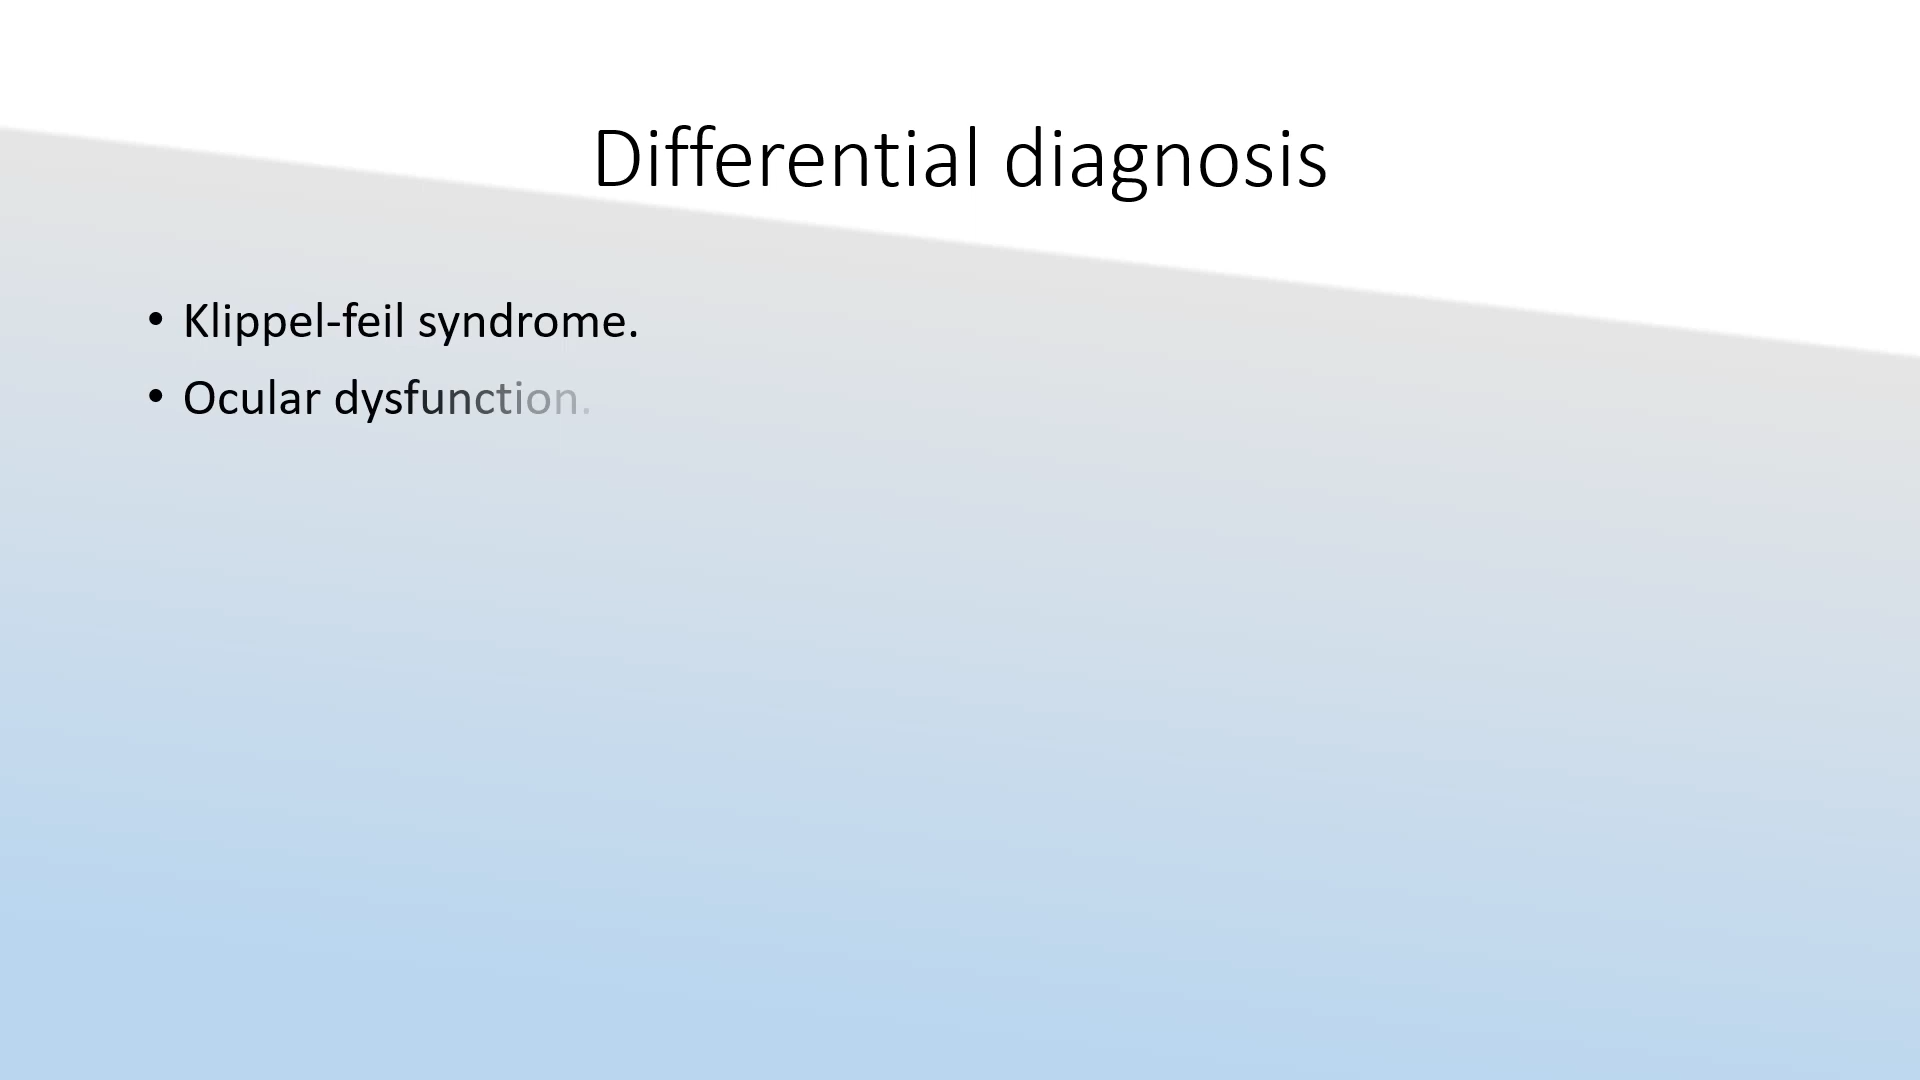 Differential diagnosis
• Klippel-feil syndrome.
• Ocular dysfunction.